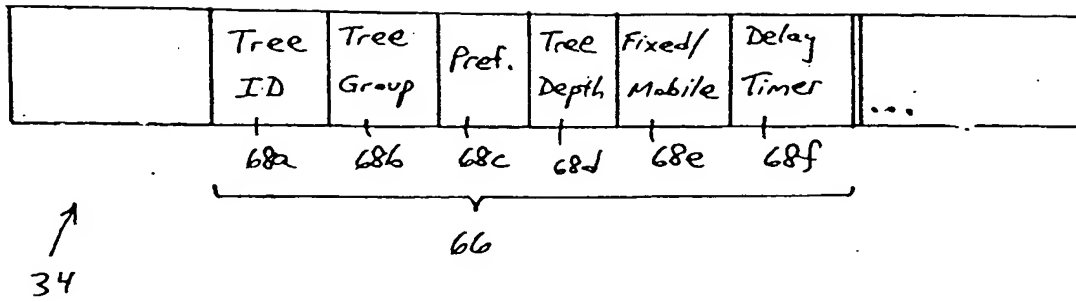 Tree Tree Pref. Tree Fixed/ Delay
ID Group Depth Mobile Timer ...
68a 68b 68c 68d 68e 68f
66
34